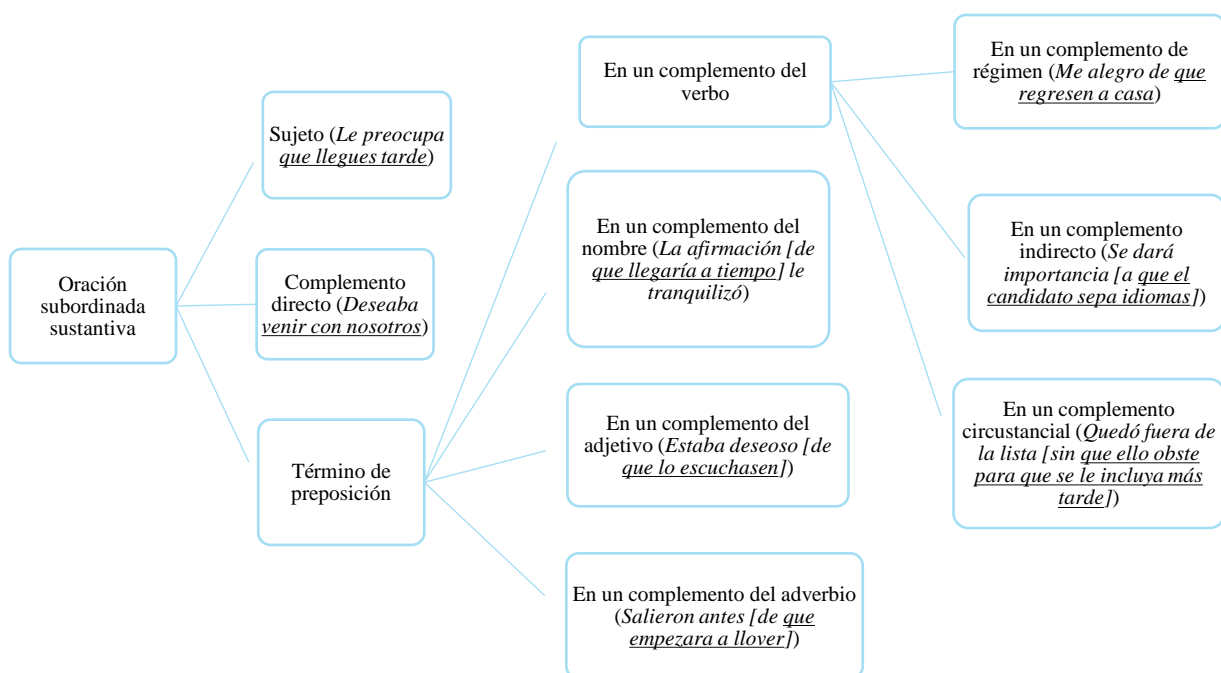 Oración
subordinada
sustantiva
Sujeto (Le preocupa
que llegues tarde)
Complemento
directo (Deseaba
venir con nosotros)
Término de
preposición
En un complemento del
verbo
En un complemento del
nombre (La afirmación [de
que llegaría a tiempo] le
tranquilizó)
En un complemento del
adjetivo (Estaba deseoso [de
que lo escuchasen])
En un complemento del adverbio
(Salieron antes [de que
empezara a llover])
En un complemento de
régimen (Me alegro de que
regresen a casa)
En un complemento
indirecto (Se dará
importancia [a que el
candidato sepa idiomas])
En un complemento
circustancial (Quedó fuera de
la lista [sin que ello obste
para que se le incluya más
tarde])